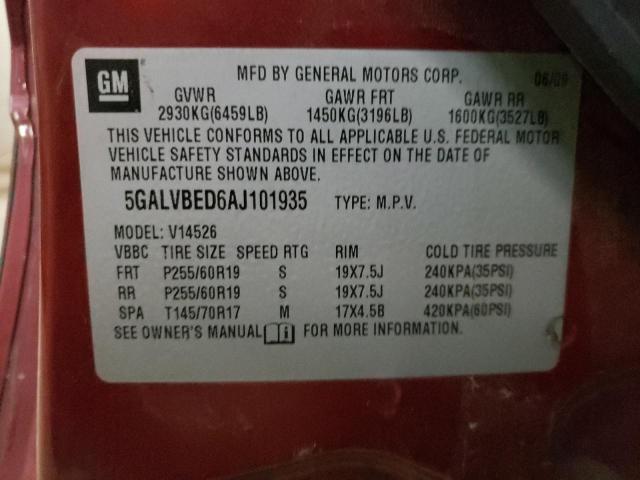 GM
MFD BY GENERAL MOTORS CORP. 06/09
GVWR GAWR FRT GAWR RR
2930KG(6459LB) 1450KG(3196LB) 1600KG(3527LB)
THIS VEHICLE CONFORMS TO ALL APPLICABLE U.S. FEDERAL MOTOR
VEHICLE SAFETY STANDARDS IN EFFECT ON THE DATE OF
MANUFACTURE SHOWN ABOVE.
5GALVBED6AJ101935 TYPE: M.P.V.
MODEL: V14526
VBBC TIRE SIZE SPEED RTG RIM COLD TIRE PRESSURE
FRT P255/60R19 S 19X7.5J 240KPA(35PSI)
RR P255/60R19 S 19X7.5J 240KPA(35PSI)
SPA T145/70R17 M 17X4.5B 420KPA(60PSI)
SEE OWNER'S MANUAL FOR MORE INFORMATION.